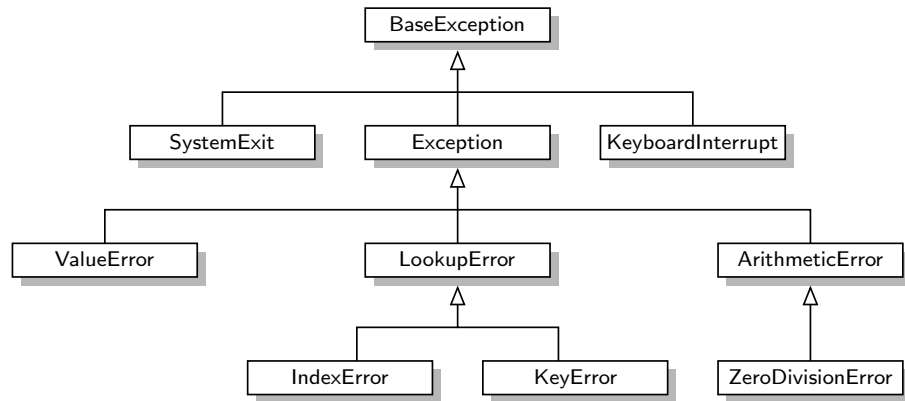 BaseException
SystemExit
Exception
KeyboardInterrupt
ValueError
LookupError
ArithmeticError
IndexError
KeyError
ZeroDivisionError